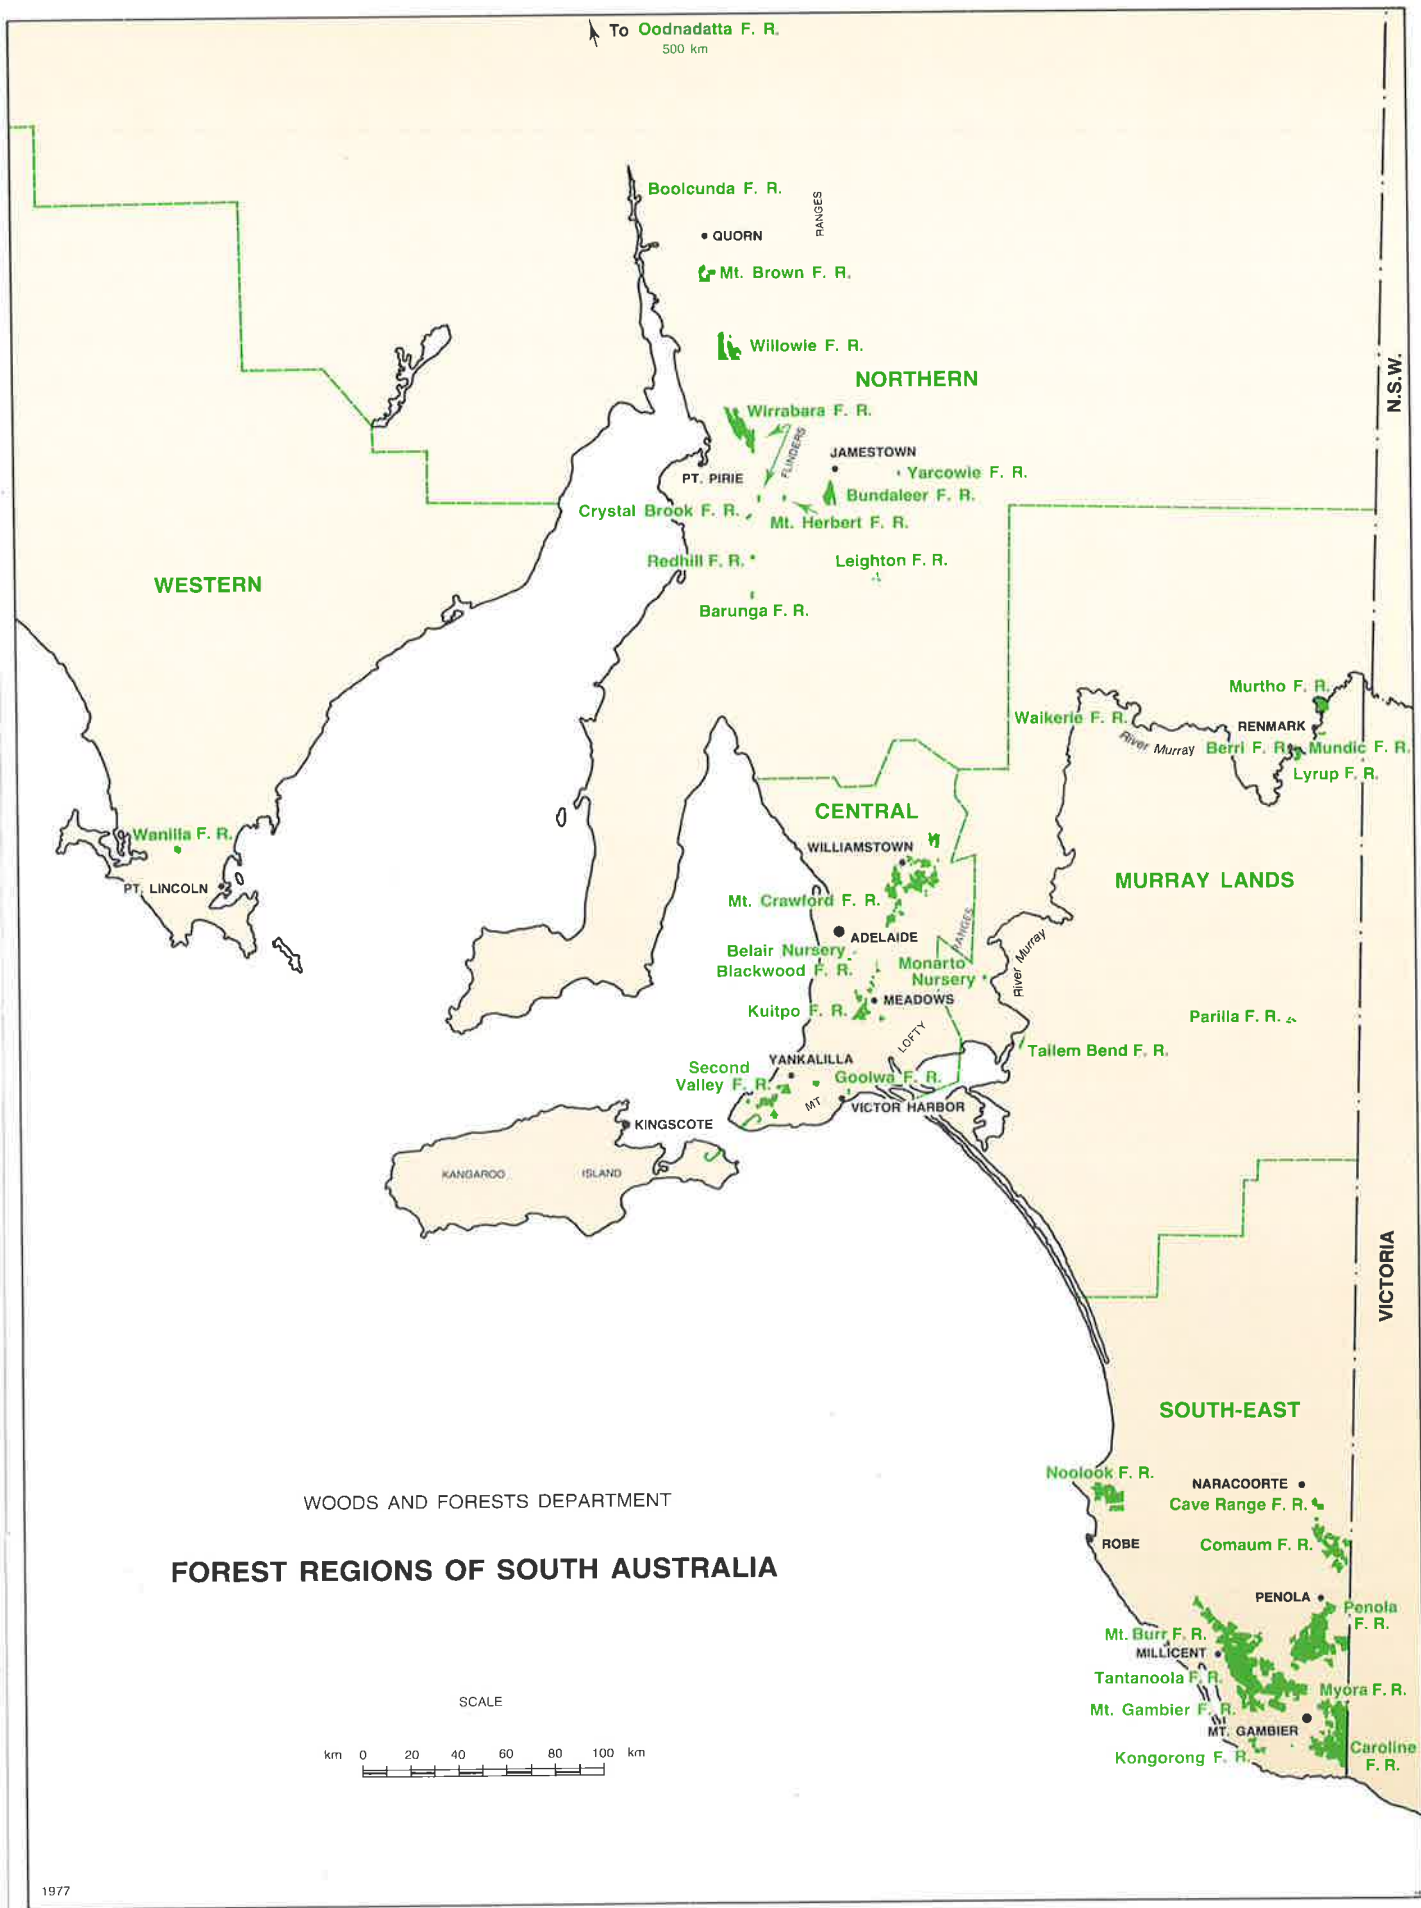 To Oodnadatta F. R.
500 km
Boolcunda F. R.
RANGES
QUORN
Mt. Brown F. R.
Willowie F. R.
NORTHERN
N.S.W.
Wirrabara F. R.
FLINDERS
JAMESTOWN
PT. PIRIE
Yarcowie F. R.
Bundaleer F. R.
Crystal Brook F. R.
Mt. Herbert F. R.
Redhill F. R.
Leighton F. R.
WESTERN
Barunga F. R.
Murtho F. R.
Waikerie F. R.
RENMARK
River Murray
Berri F. R.
Mundic F. R.
Lyrup F. R.
CENTRAL
Wanilla F. R.
WILLIAMSTOWN
PT. LINCOLN
MURRAY LANDS
Mt. Crawford F. R.
RANGES
ADELAIDE
Belair Nursery
Blackwood F. R.
Monarto
Nursery
River Murray
MEADOWS
Kuitpo F. R.
Parilla F. R.
LOFTY
Tailem Bend F. R.
YANKALILLA
Second
Valley F. R.
Goolwa F. R.
MT
VICTOR HARBOR
KINGSCOTE
KANGAROO ISLAND
VICTORIA
SOUTH-EAST
Noolook F. R.
NARACOORTE
Cave Range F. R.
WOODS AND FORESTS DEPARTMENT
ROBE
Comaum F. R.
FOREST REGIONS OF SOUTH AUSTRALIA
PENOLA
Penola
F. R.
Mt. Burr F. R.
MILLICENT
Tantanoola F. R.
Myora F. R.
SCALE
Mt. Gambier F. R.
MT. GAMBIER
Kongorong F. R.
Caroline
F. R.
km 0 20 40 60 80 100 km
1977